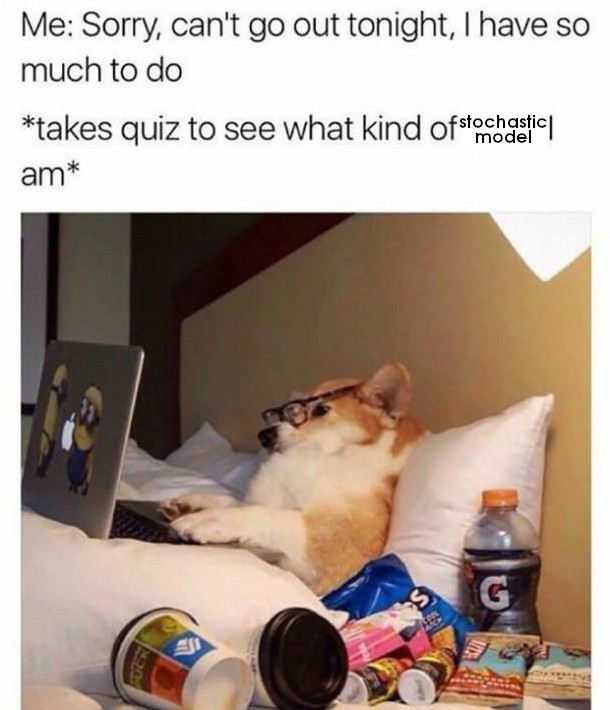 Me: Sorry, can't go out tonight, I have so
much to do
*takes quiz to see what kind of stochastic model I
am*
G